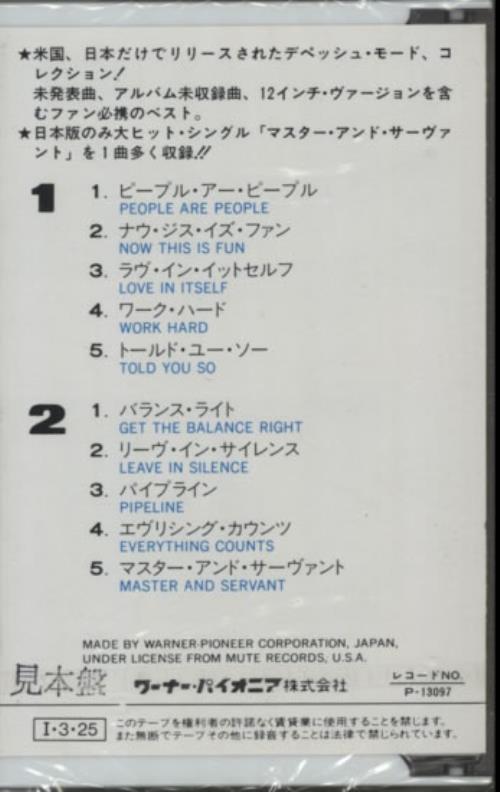 ★米国、日本だけでリリースされたデペッシュ・モード、コ
レクション!
未発表曲、アルバム未収録曲、12インチ・ヴァージョンを含
むファン必携のベスト。
★日本版のみ大ヒット・シングル「マスター・アンド・サーヴァ
ント」を1曲多く収録!!
1
1. ピープル・アー・ピープル
PEOPLE ARE PEOPLE
2. ナウ・ジス・イズ・ファン
NOW THIS IS FUN
3. ラヴ・イン・イットセルフ
LOVE IN ITSELF
4. ワーク・ハード
WORK HARD
5. トールド・ユー・ソー
TOLD YOU SO
2
1. バランス・ライト
GET THE BALANCE RIGHT
2. リーヴ・イン・サイレンス
LEAVE IN SILENCE
3. パイプライン
PIPELINE
4. エヴリシング・カウンツ
EVERYTHING COUNTS
5. マスター・アンド・サーヴァント
MASTER AND SERVANT
MADE BY WARNER-PIONEER CORPORATION, JAPAN,
UNDER LICENSE FROM MUTE RECORDS, U.S.A.
見本盤 ワーナー・パイオニア株式会社
レコードNO.
P-13097
I・3・25
このテープを権利者の許諾なく賃貸業に使用することを禁じます。
また無断でテープその他に録音することは法律で禁じられています。